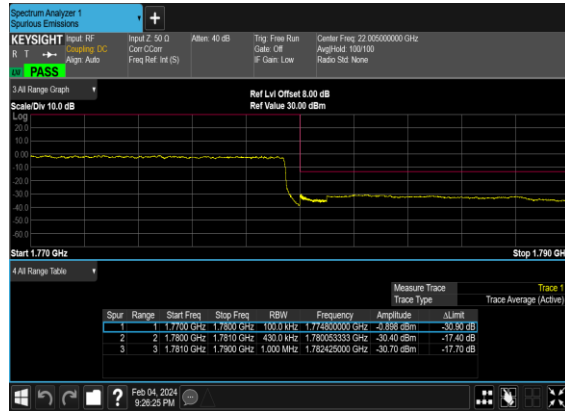 Spectrum Analyzer 1
Spurious Emissions
+
KEYSIGHT Input: RF Input Z: 50 Ω Atten: 40 dB Trig: Free Run Center Freq: 22.005000000 GHz
R T Coupling: DC Corr CCorr Gate: Off Avg|Hold: 100/100
Align: Auto Freq Ref: Int (S) IF Gain: Low Radio Std: None
PASS
3 All Range Graph
Ref Lvl Offset 8.00 dB
Scale/Div 10.0 dB Ref Value 30.00 dBm
Log
20.0
10.0
0.00
-10.0
-20.0
-30.0
-40.0
-50.0
-60.0
Start 1.770 GHz Stop 1.790 GH
4 All Range Table
Measure Trace Trace 1
Trace Type Trace Average (Active)
Spur Range Start Freq Stop Freq RBW Frequency Amplitude ΔLimit
1 1 1.7700 GHz 1.7800 GHz 100.0 kHz 1.774800000 GHz -0.898 dBm -30.90 dB
2 2 1.7800 GHz 1.7810 GHz 430.0 kHz 1.780053333 GHz -30.40 dBm -17.40 dB
3 3 1.7810 GHz 1.7900 GHz 1.000 MHz 1.782425000 GHz -30.70 dBm -17.70 dB
? Feb 04, 2024
9:26:25 PM